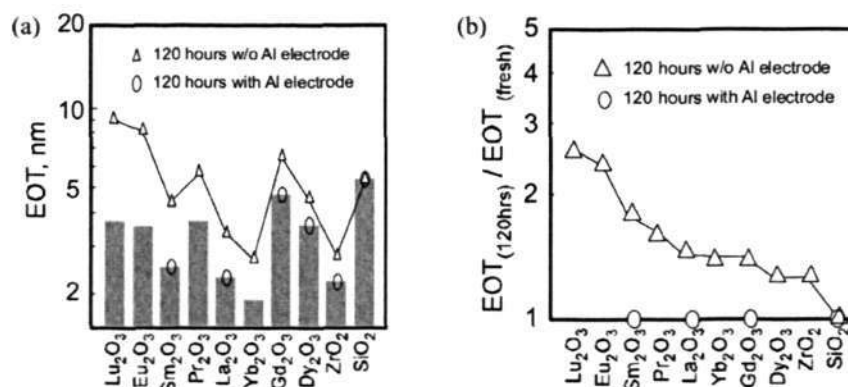 (a)
20
10
5
2
EOT, nm
120 hours w/o Al electrode
120 hours with Al electrode
Lu₂O₃
Eu₂O₃
Sm₂O₃
Pr₂O₃
La₂O₃
Yb₂O₃
Gd₂O₃
Dy₂O₃
ZrO₂
SiO₂
(b)
5
4
3
2
1
EOT(120hrs) / EOT (fresh)
120 hours w/o Al electrode
120 hours with Al electrode
Lu₂O₃
Eu₂O₃
Sm₂O₃
Pr₂O₃
La₂O₃
Yb₂O₃
Gd₂O₃
Dy₂O₃
ZrO₂
SiO₂